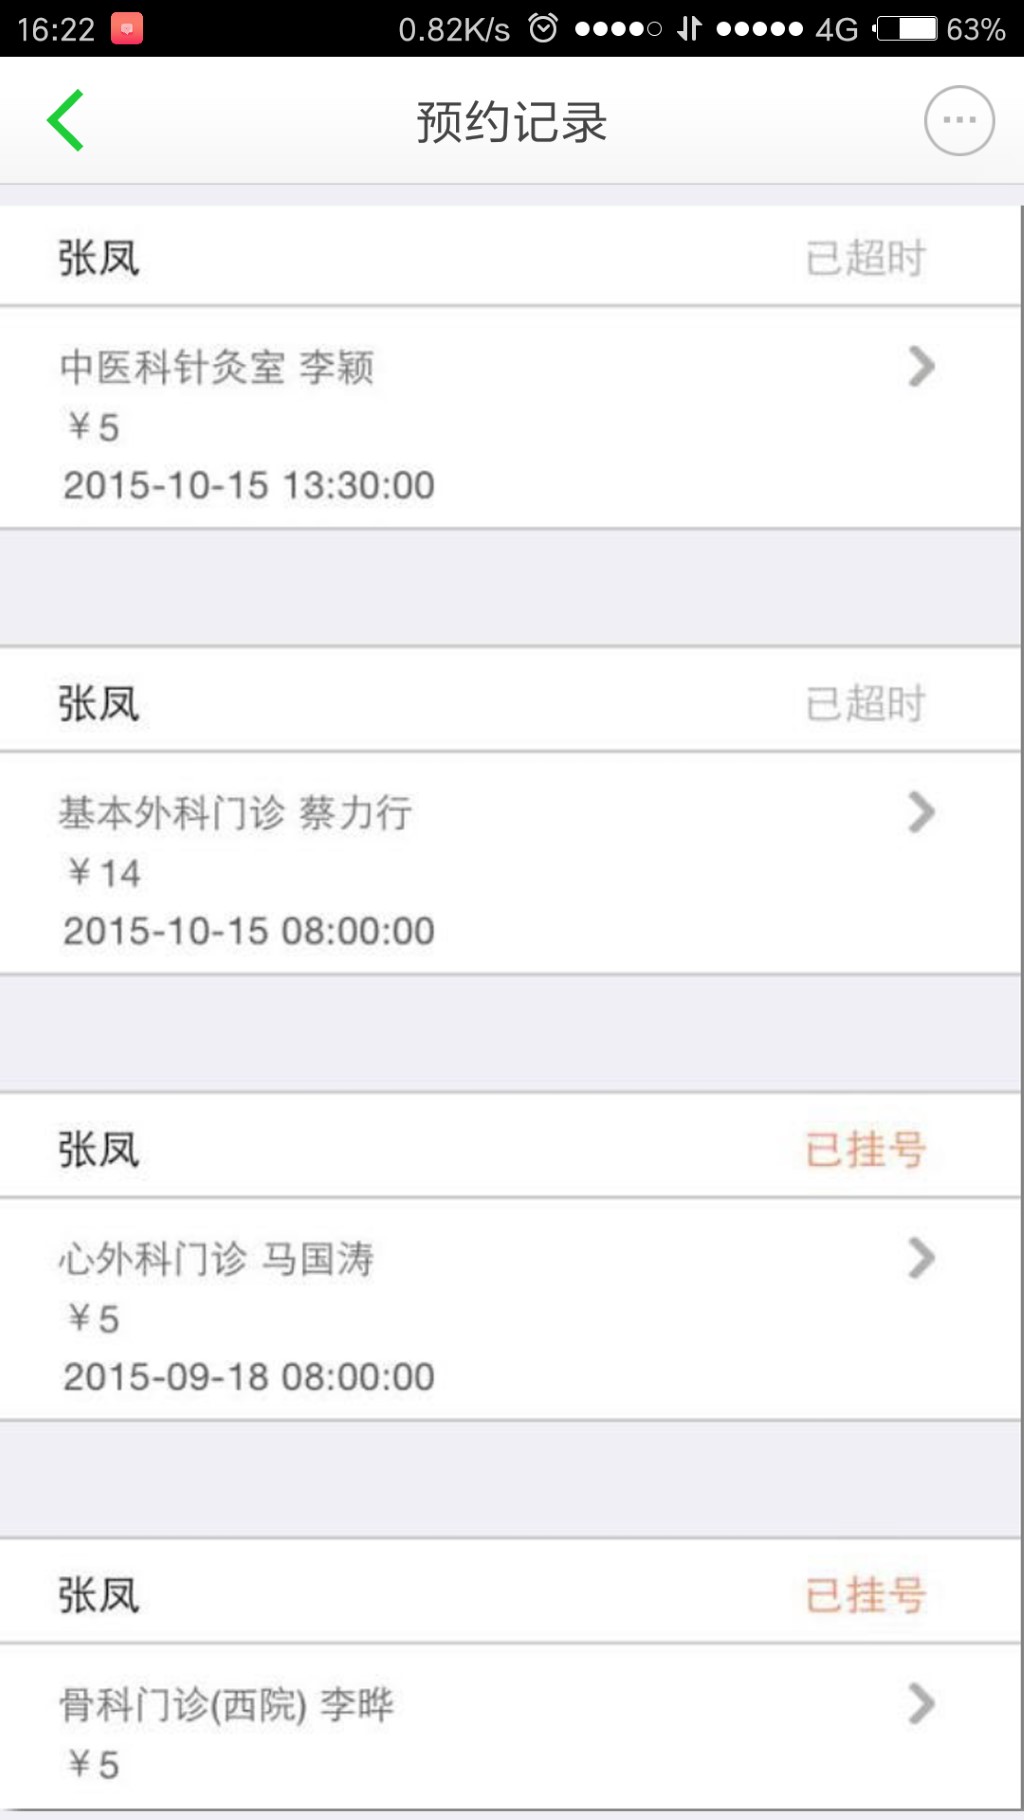 16:22 0.82K/s 4G 63%
预约记录
张凤 已超时
中医科针灸室 李颖
￥5
2015-10-15 13:30:00
张凤 已超时
基本外科门诊 蔡力行
￥14
2015-10-15 08:00:00
张凤 已挂号
心外科门诊 马国涛
￥5
2015-09-18 08:00:00
张凤 已挂号
骨科门诊(西院) 李晔
￥5